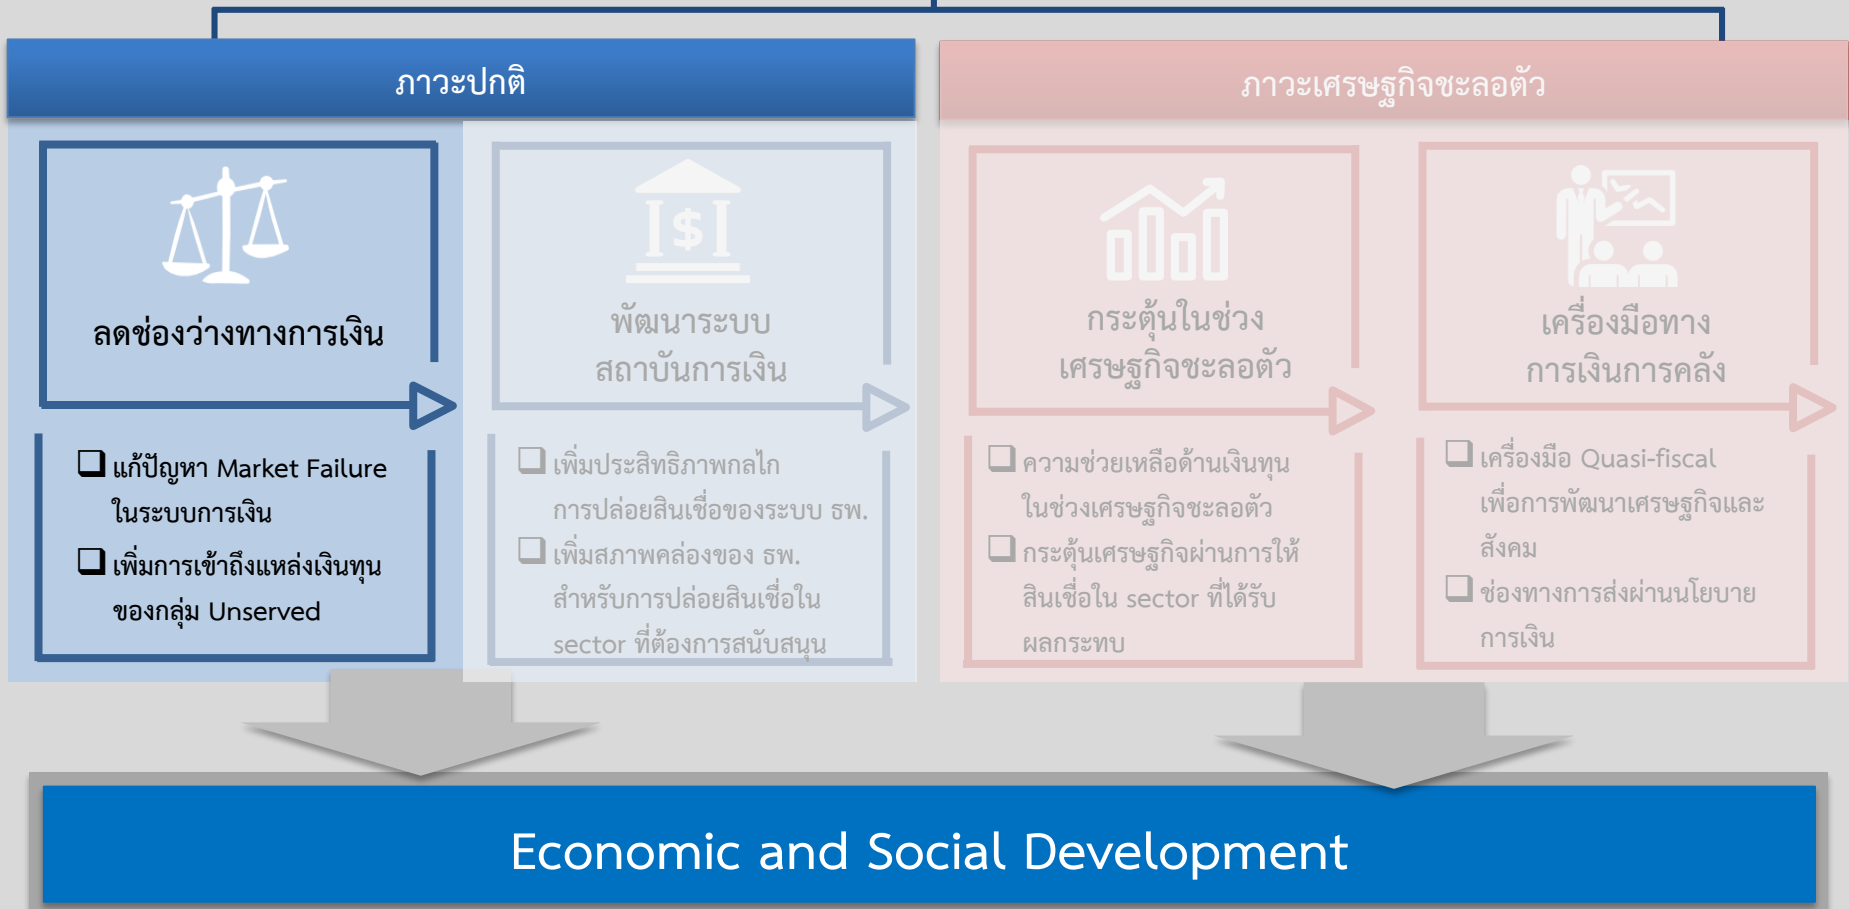 ภาวะปกติ
ภาวะเศรษฐกิจชะลอตัว
ลดช่องว่างทางการเงิน
แก้ปัญหา Market Failure
ในระบบการเงิน
เพิ่มการเข้าถึงแหล่งเงินทุน
ของกลุ่ม Unserved
$
พัฒนาระบบ
สถาบันการเงิน
เพิ่มประสิทธิภาพกลไก
การปล่อยสินเชื่อของระบบ ธพ.
เพิ่มสภาพคล่องของ ธพ.
สำหรับการปล่อยสินเชื่อใน
sector ที่ต้องการสนับสนุน
กระตุ้นในช่วง
เศรษฐกิจชะลอตัว
ความช่วยเหลือด้านเงินทุน
ในช่วงเศรษฐกิจชะลอตัว
กระตุ้นเศรษฐกิจผ่านการให้
สินเชื่อใน sector ที่ได้รับ
ผลกระทบ
เครื่องมือทาง
การเงินการคลัง
เครื่องมือ Quasi-fiscal
เพื่อการพัฒนาเศรษฐกิจและ
สังคม
ช่องทางการส่งผ่านนโยบาย
การเงิน
Economic and Social Development